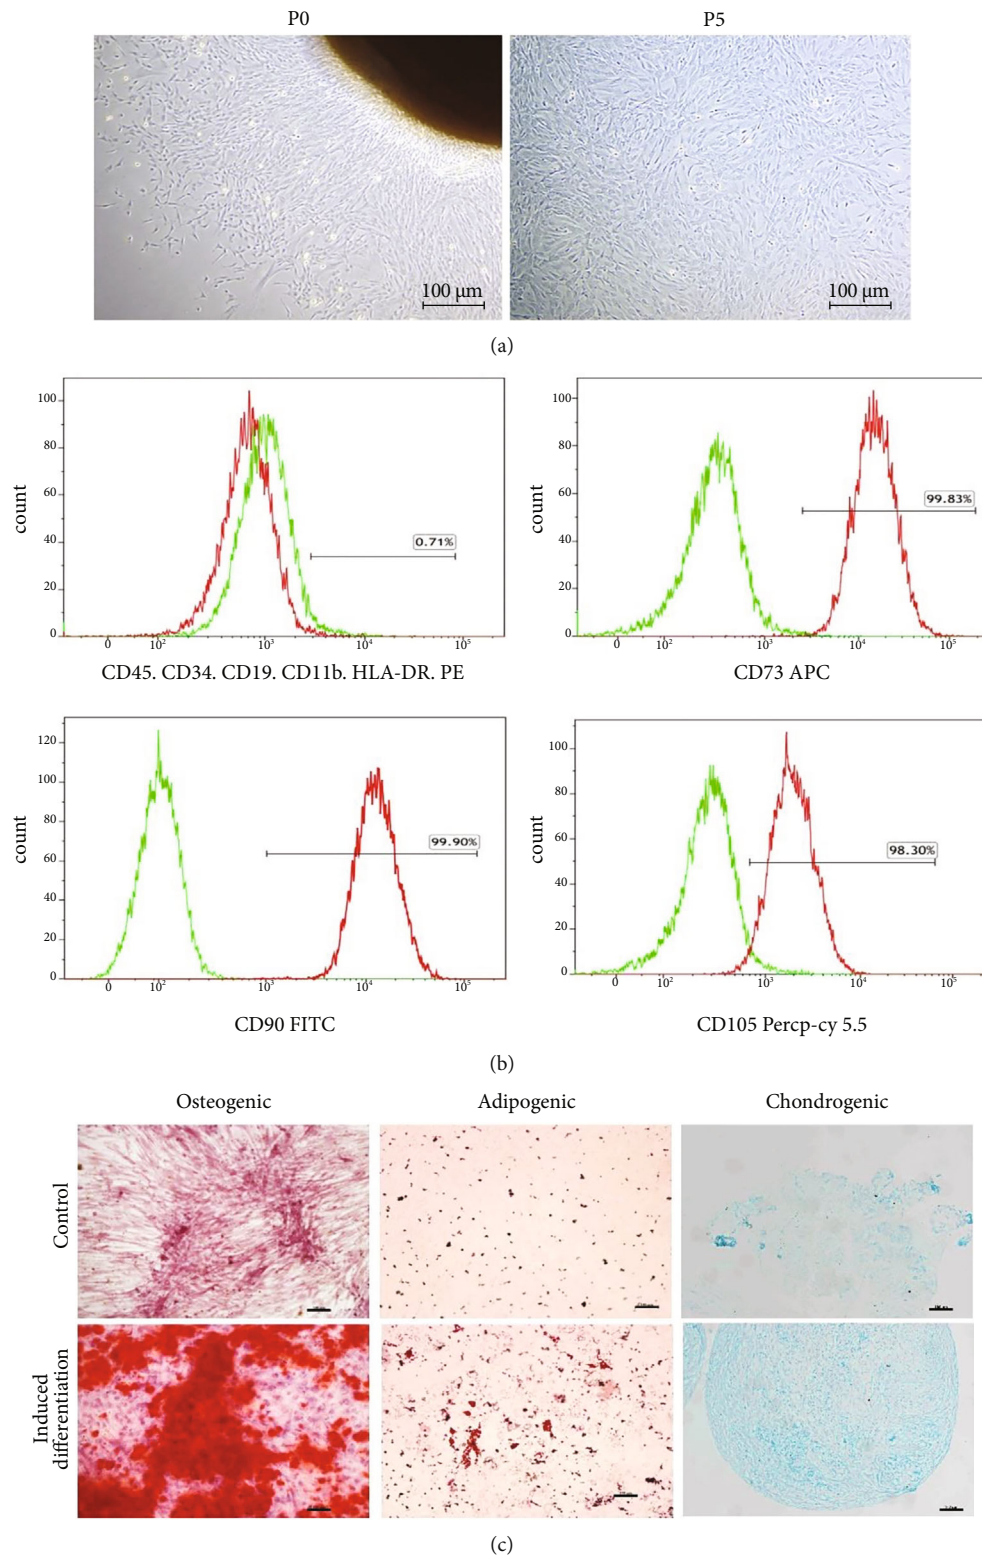 P0 P5
100 µm 100 µm
(a)
100 100
80 80
60 60
40 40
20 20
0 0
count count
0.71% 99.83%
0 10² 10³ 10⁴ 10⁵ 0 10² 10³ 10⁴ 10⁵
CD45. CD34. CD19. CD11b. HLA-DR. PE CD73 APC
120
100 100
80 80
60 60
40 40
20 20
0 0
count count
99.90% 98.30%
0 10² 10³ 10⁴ 10⁵ 0 10² 10³ 10⁴ 10⁵
CD90 FITC CD105 Percp-cy 5.5
(b)
Osteogenic Adipogenic Chondrogenic
Control
Induced
differentiation
(c)